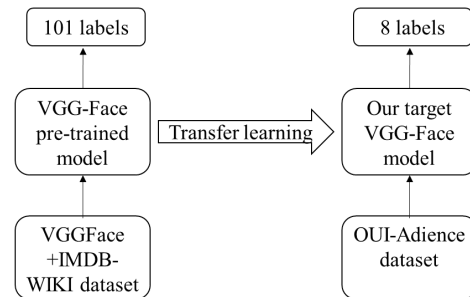 101 labels
8 labels
VGG-Face
pre-trained
model
Transfer learning
Our target
VGG-Face
model
VGGFace
+IMDB-
WIKI dataset
OUI-Adience
dataset